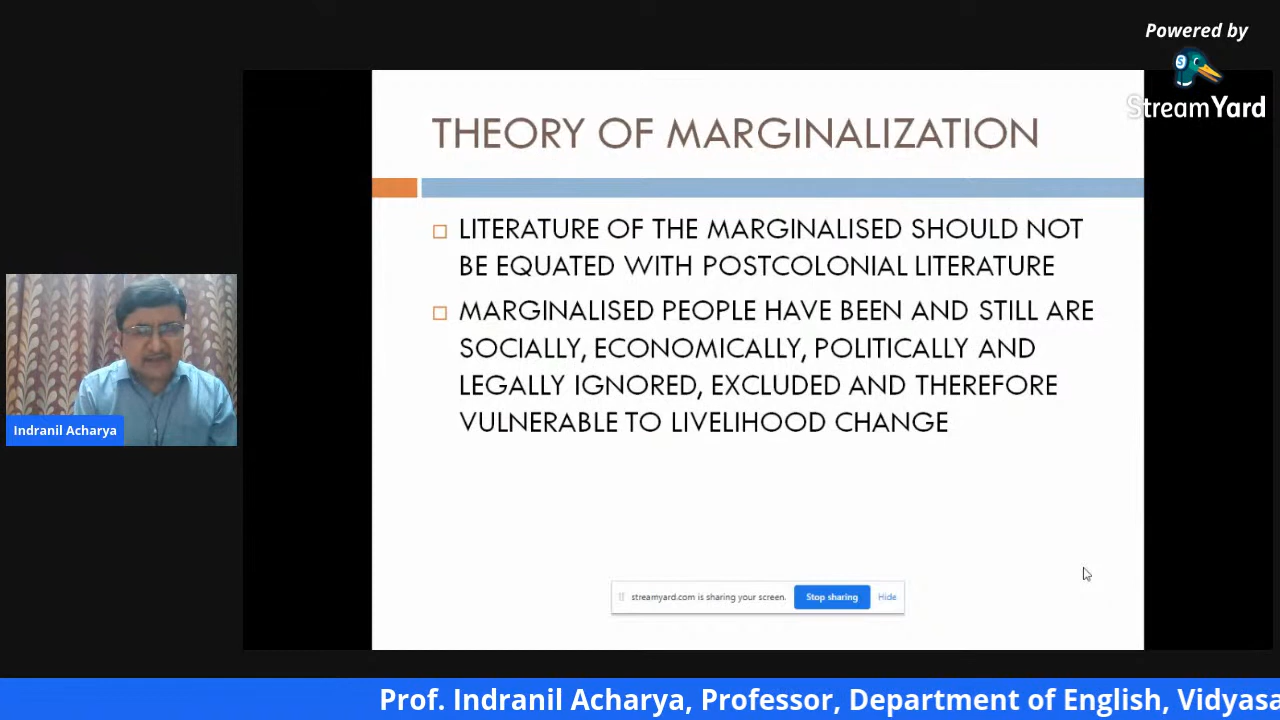 Powered by
StreamYard
THEORY OF MARGINALIZATION
LITERATURE OF THE MARGINALISED SHOULD NOT
BE EQUATED WITH POSTCOLONIAL LITERATURE
MARGINALISED PEOPLE HAVE BEEN AND STILL ARE
SOCIALLY, ECONOMICALLY, POLITICALLY AND
LEGALLY IGNORED, EXCLUDED AND THEREFORE
VULNERABLE TO LIVELIHOOD CHANGE
Indranil Acharya
streamyard.com is sharing your screen. Stop sharing Hide
Prof. Indranil Acharya, Professor, Department of English, Vidyasa